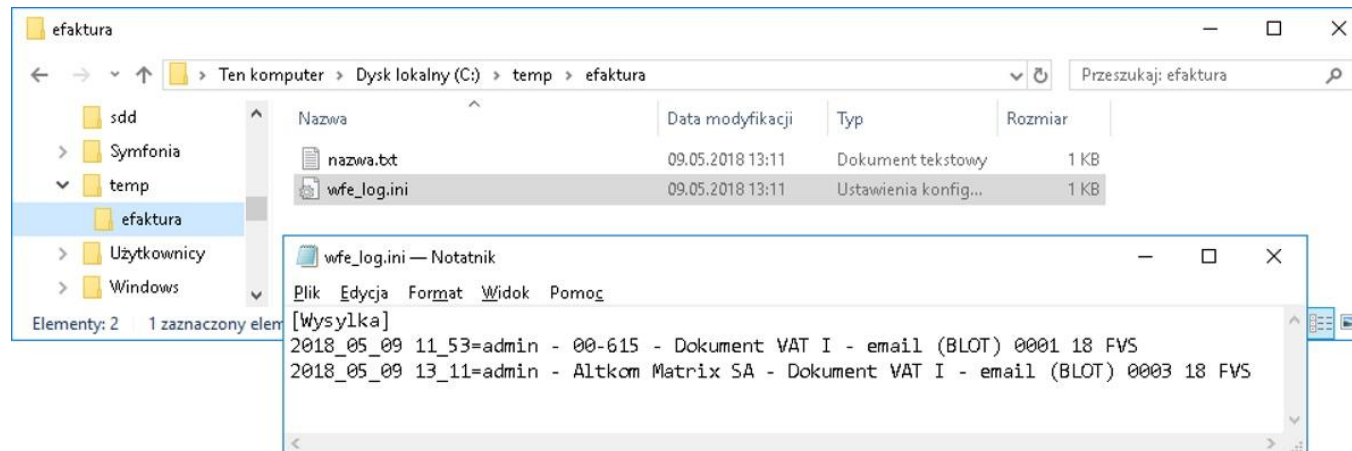 efaktura
Ten komputer > Dysk lokalny (C:) > temp > efaktura
Przeszukaj: efaktura
sdd
Symfonia
temp
efaktura
Użytkownicy
Windows
Nazwa Data modyfikacji Typ Rozmiar
nazwa.txt 09.05.2018 13:11 Dokument tekstowy 1 KB
wfe_log.ini 09.05.2018 13:11 Ustawienia konfig... 1 KB
Elementy: 2 1 zaznaczony elem
wfe_log.ini — Notatnik
Plik Edycja Format Widok Pomoc
[Wysylka]
2018_05_09 11_53=admin - 00-615 - Dokument VAT I - email (BLOT) 0001 18 FVS
2018_05_09 13_11=admin - Altkom Matrix SA - Dokument VAT I - email (BLOT) 0003 18 FVS